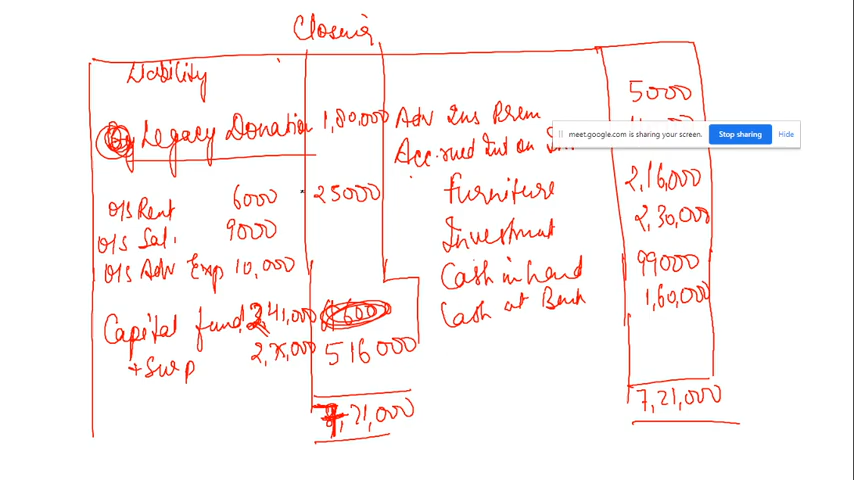 Closing
Liability
5000
By Legacy Donation 1,80,000 Adv Ins Prem
meet.google.com is sharing your screen. Stop sharing Hide
Accrued Int on
O/S Rent 6000 25000 Furniture 2,16,000
O/S Sal. 9000 Investment 2,30,000
O/S Adv Exp 10,000 Cash in hand 99000
Capital fund 241,000 Cash at Bank 1,60,000
+ Surp 2,75,000 516000
7,21,000 7,21,000